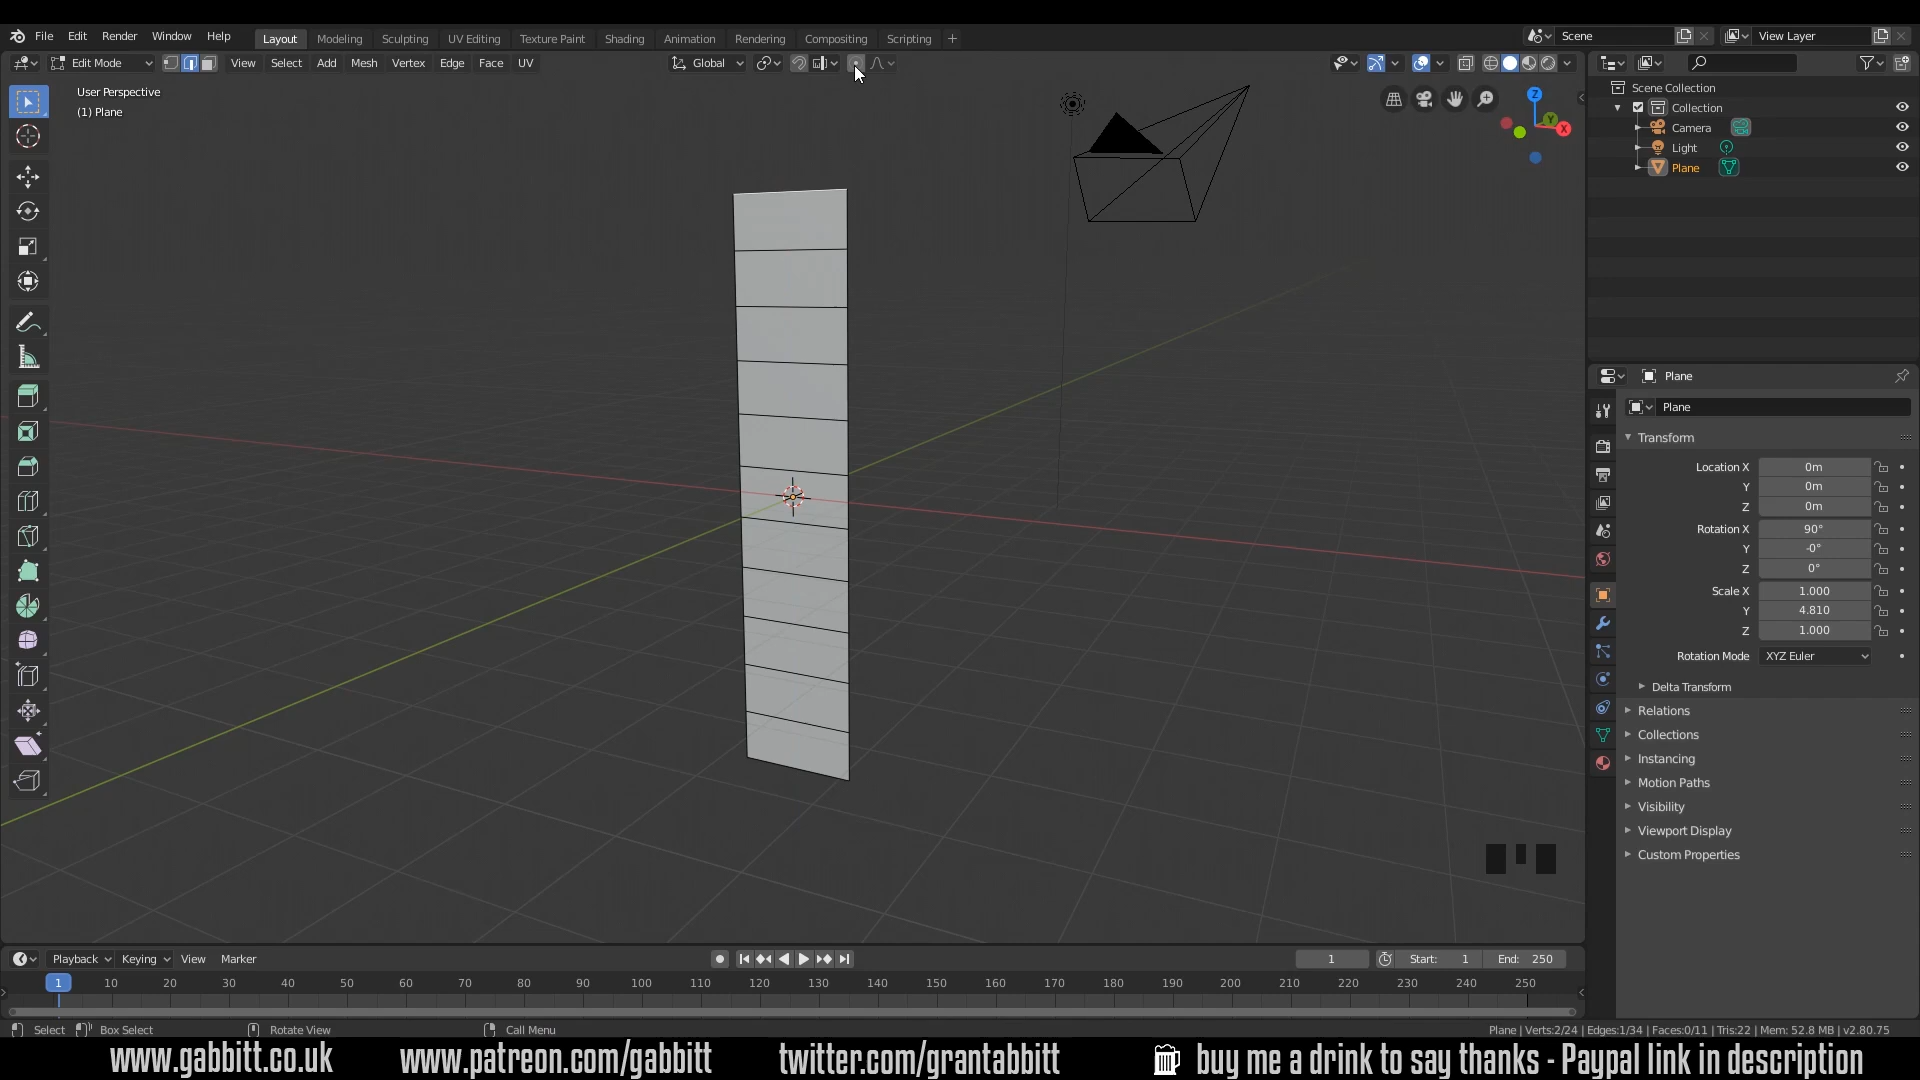 File Edit Render Window Help Layout Modeling Sculpting UV Editing Texture Paint Shading Animation Rendering Compositing Scripting Scene View Layer
Edit Mode View Select Add Mesh Vertex Edge Face UV Global
User Perspective
(1) Plane
Z
Y
X
Scene Collection
Collection
Camera
Light
Plane
Plane
Plane
Transform
Location X 0m
Y 0m
Z 0m
Rotation X 90°
Y -0°
Z 0°
Scale X 1.000
Y 4.810
Z 1.000
Rotation Mode XYZ Euler
Delta Transform
Relations
Collections
Instancing
Motion Paths
Visibility
Viewport Display
Custom Properties
Playback Keying View Marker 1 Start: 1 End: 250
1 10 20 30 40 50 60 70 80 90 100 110 120 130 140 150 160 170 180 190 200 210 220 230 240 250
Select Box Select Rotate View Call Menu Plane | Verts:2/24 | Edges:1/34 | Faces:0/11 | Tris:22 | Mem: 52.8 MB | v2.80.75
www.gabbitt.co.uk www.patreon.com/gabbitt twitter.com/grantabbitt buy me a drink to say thanks - Paypal link in description